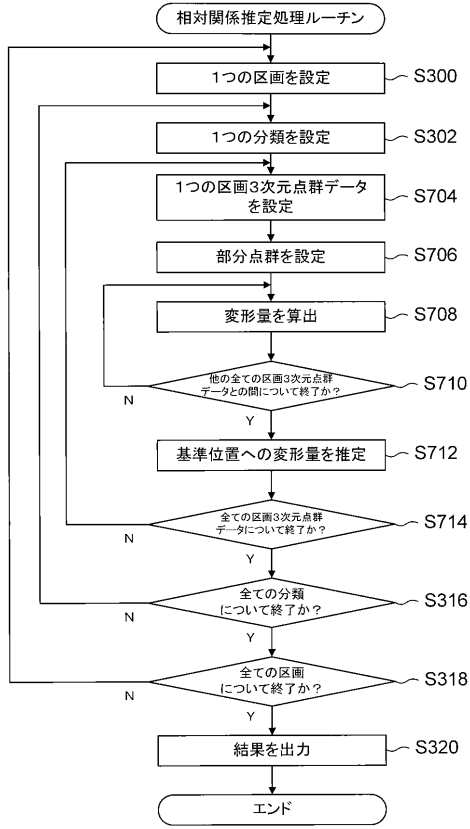 相対関係推定処理ルーチン
1つの区画を設定
S300
1つの分類を設定
S302
1つの区画3次元点群データ
を設定
S704
部分点群を設定
S706
変形量を算出
S708
他の全ての区画3次元点群
データとの間について終了か?
S710
N
Y
基準位置への変形量を推定
S712
全ての区画3次元点群
データについて終了か?
S714
N
Y
全ての分類
について終了か?
S316
N
Y
全ての区画
について終了か?
S318
N
Y
結果を出力
S320
エンド